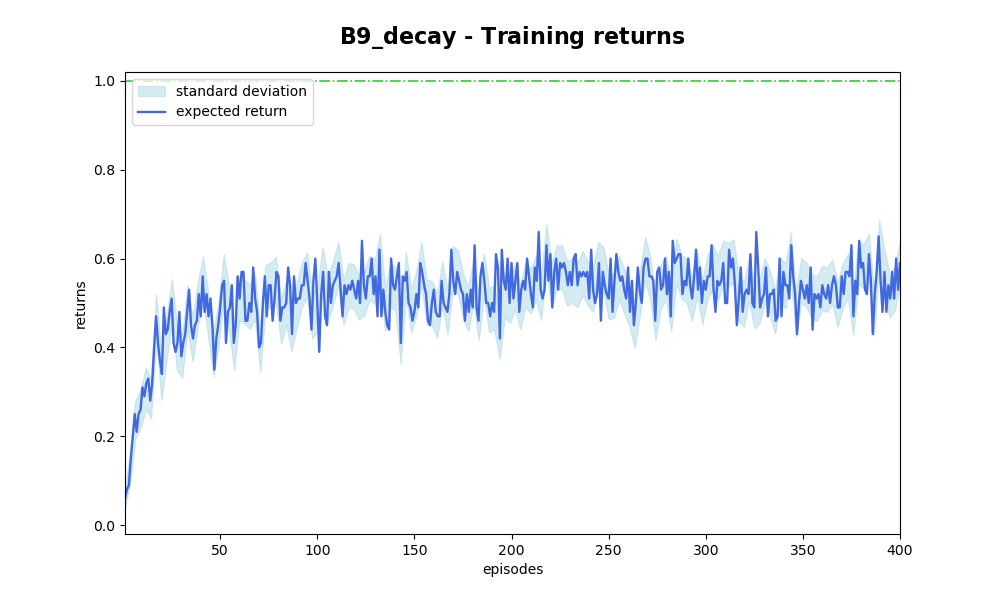 B9_decay - Training returns
1.0
0.8
0.6
0.4
0.2
0.0
returns
standard deviation
expected return
50 100 150 200 250 300 350 400
episodes